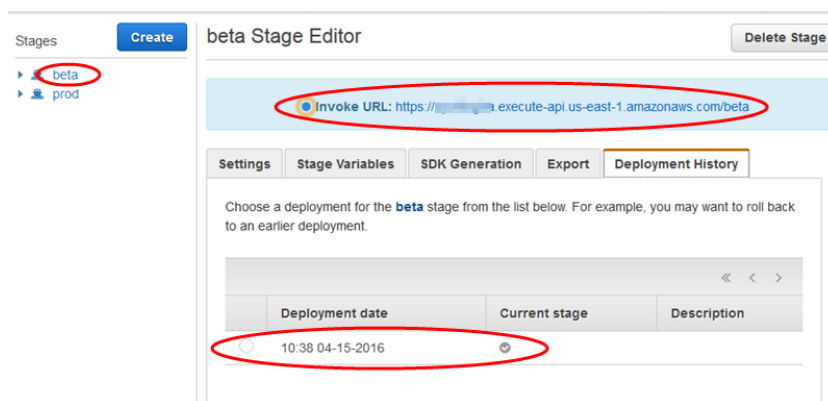 Stages
Create
beta
prod
beta Stage Editor
Delete Stage
Invoke URL: https:// a.execute-api.us-east-1.amazonaws.com/beta
Settings
Stage Variables
SDK Generation
Export
Deployment History
Choose a deployment for the beta stage from the list below. For example, you may want to roll back
to an earlier deployment.
Deployment date
Current stage
Description
10:38 04-15-2016